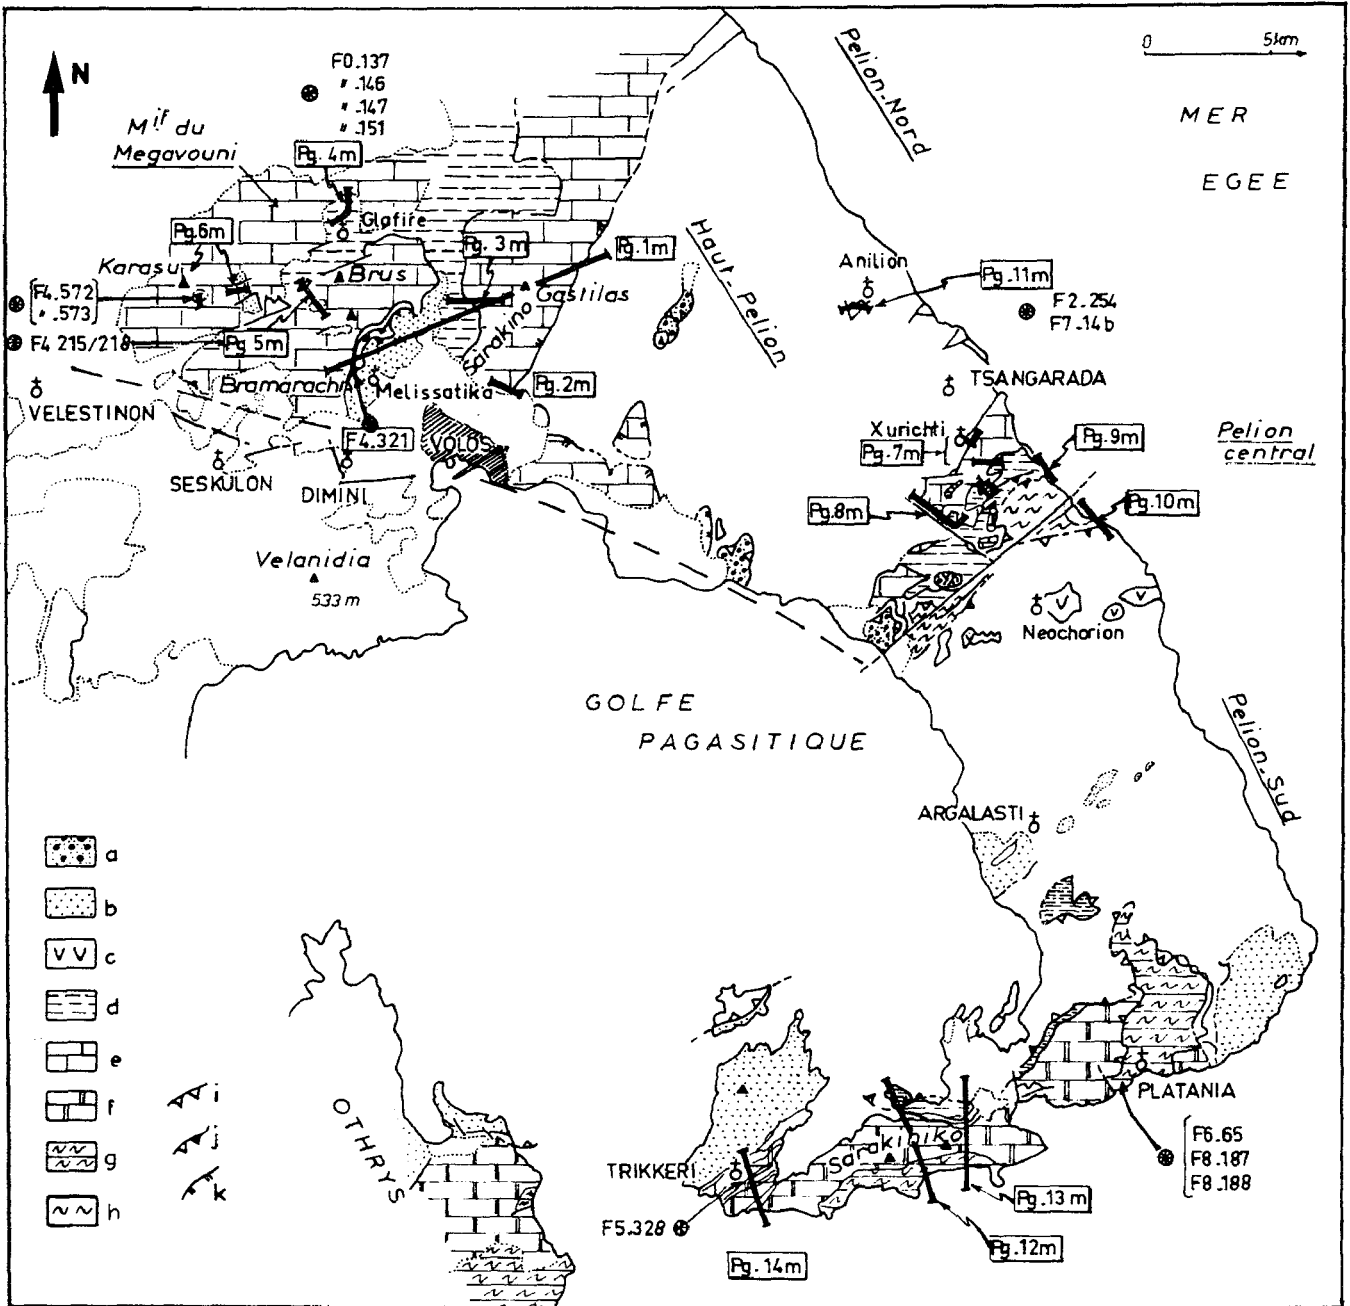 N
F0.137
" .146
" .147
" .151
Mif du
Megavouni
Pg. 4m
Glafire
Pg.6m
Karasu
Brus
Pg. 3m
Pg. 1m
Gastilas
Sarakino
F4.572
" .573
F4 215/218
Pg 5m
Bramarachi
Melissatika
Pg.2m
VELESTINON
F4.321
VOLOS
SESKULON
DIMINI
Velanidia
533 m
Pelion-Nord
0 5km
MER
EGEE
Haut-Pelion
Anilion
Pg.11m
F2.254
F7.14b
TSANGARADA
Xurichti
Pg.7m
Pg.9m
Pelion
central
Pg.8m
Pg.10m
V
V
V
Neochorion
GOLFE
PAGASITIQUE
Pelion-Sud
ARGALASTI
a
b
V V c
d
e
f
g
h
i
j
k
OTHRYS
PLATANIA
F6.65
F8.187
F8.188
Sarakiniko
TRIKKERI
F5.328
Pg.13 m
Pg.12m
Pg.14m